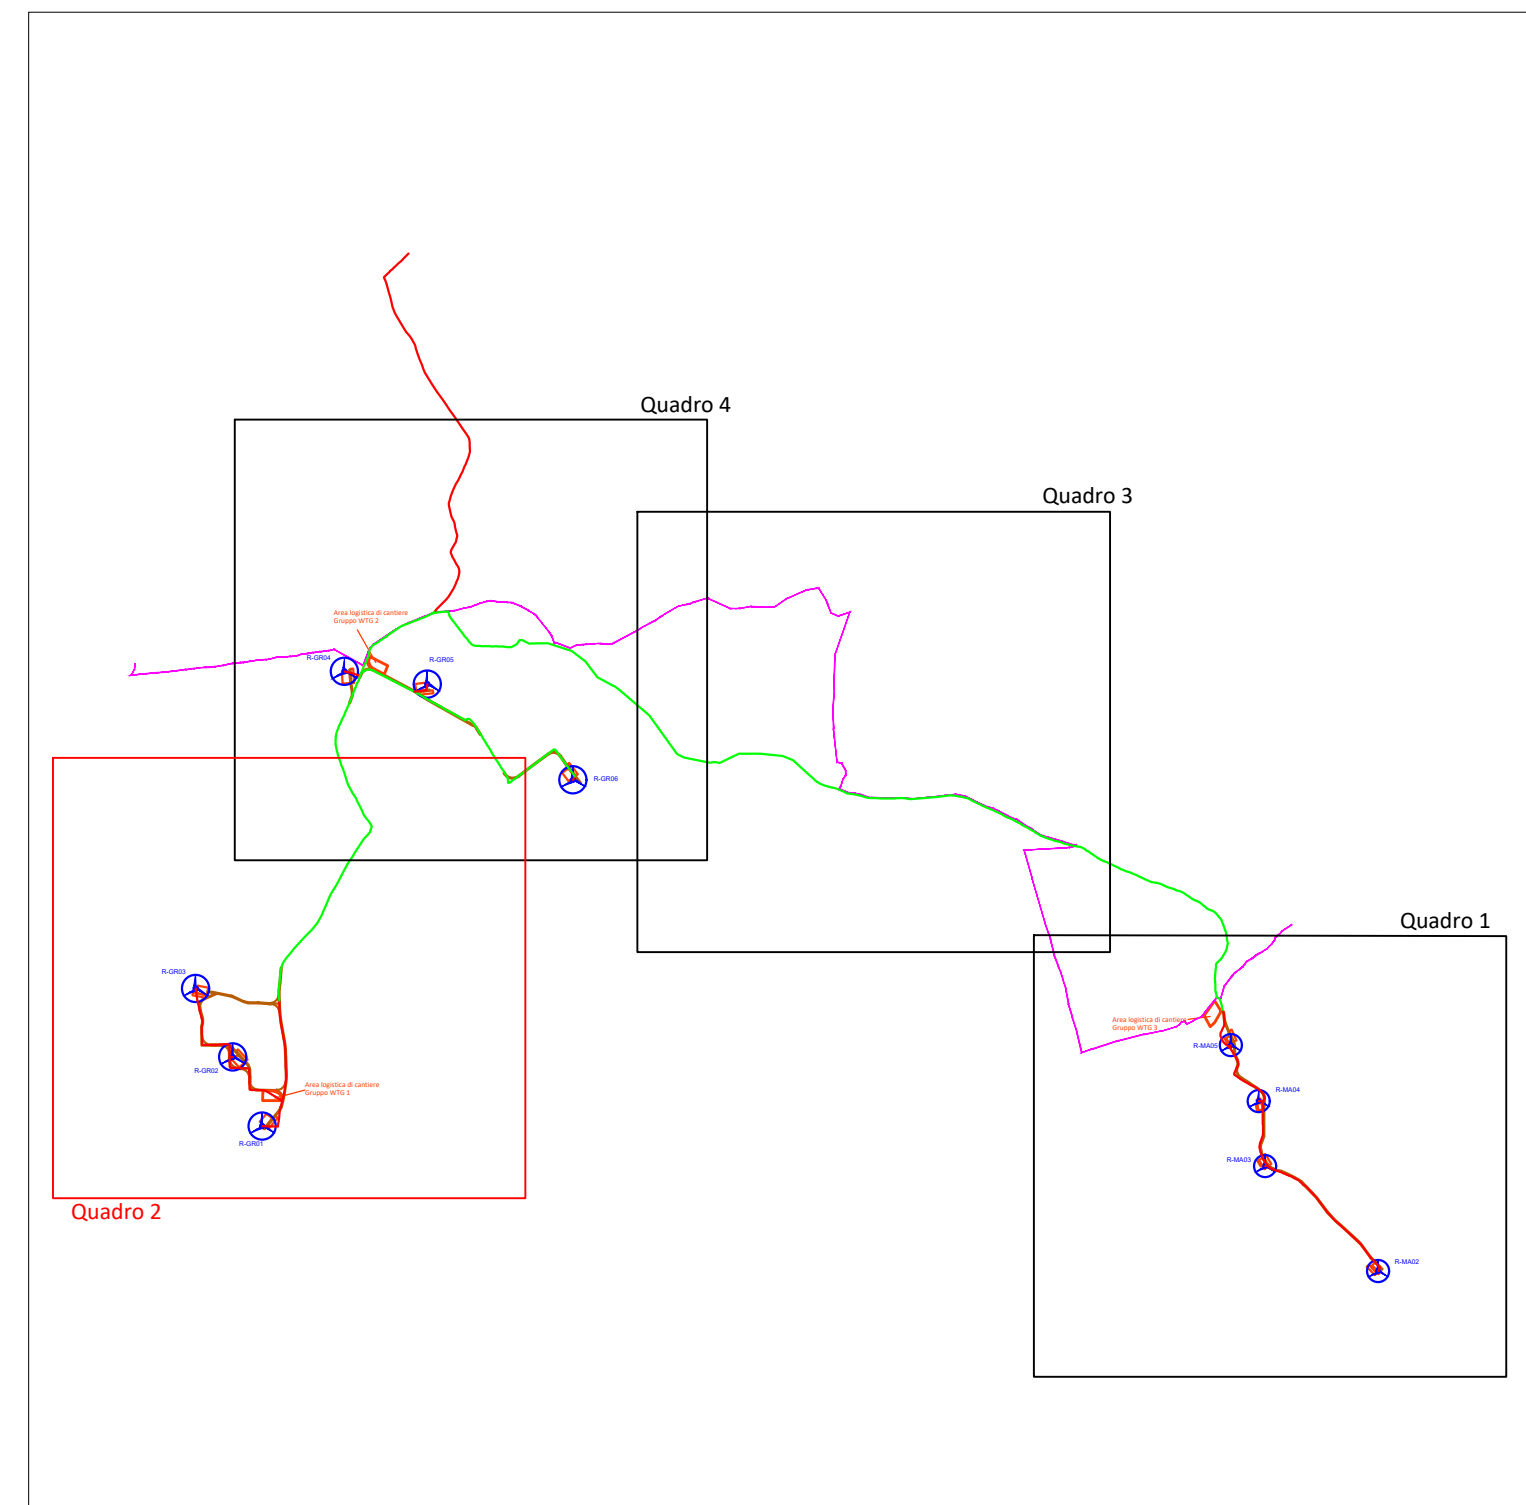 Quadro 4
Quadro 3
Area logistica di cantiere
Gruppo WTG 2
R-GR04
R-GR05
R-GR06
Quadro 1
R-GR03
Area logistica di cantiere
Gruppo WTG 3
R-MA05
R-GR02
Area logistica di cantiere
Gruppo WTG 1
R-MA04
R-GR01
R-MA03
Quadro 2
R-MA02